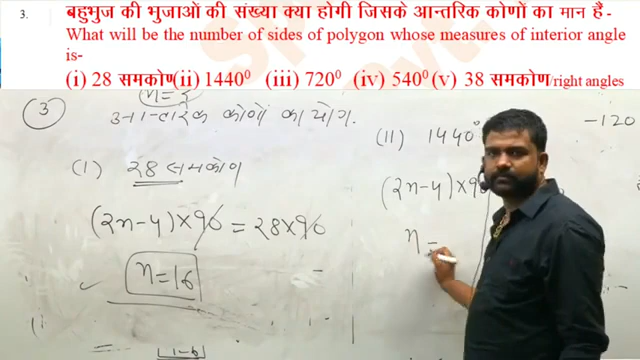 3. बहुभुज की भुजाओं की संख्या क्या होगी जिसके आन्तरिक कोणों का मान है -
What will be the number of sides of polygon whose measures of interior angle
is-
(i) 28 समकोण (ii) 1440⁰ (iii) 720⁰ (iv) 540⁰ (v) 38 समकोण/right angles
n=5
③ आन्तरिक कोणों का योग.
(I) 28 समकोण
(2n-4)×90 = 28×90
n=16
(II) 1440°
(2n-4)×90
n =
-120